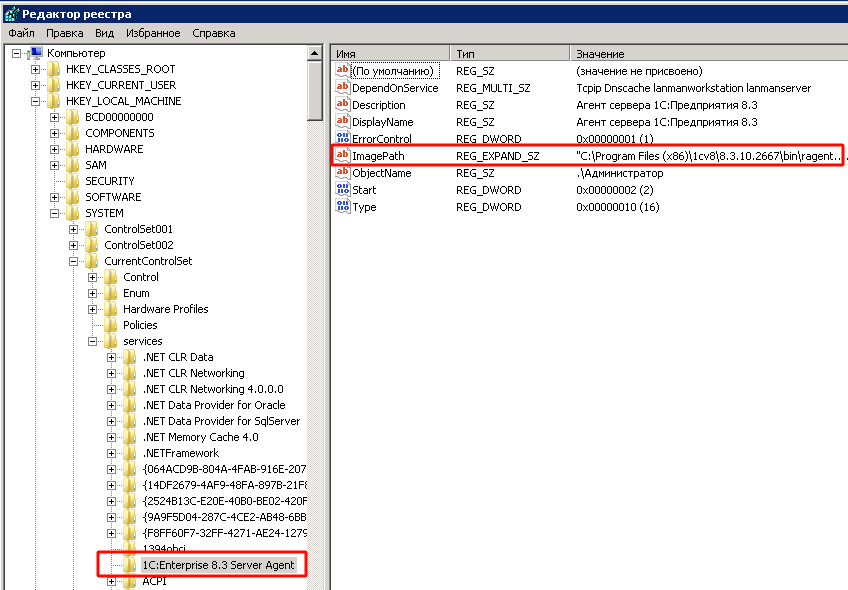 Редактор реестра
Файл Правка Вид Избранное Справка
Компьютер
HKEY_CLASSES_ROOT
HKEY_CURRENT_USER
HKEY_LOCAL_MACHINE
BCD00000000
COMPONENTS
HARDWARE
SAM
SECURITY
SOFTWARE
SYSTEM
ControlSet001
ControlSet002
CurrentControlSet
Control
Enum
Hardware Profiles
Policies
services
.NET CLR Data
.NET CLR Networking
.NET CLR Networking 4.0.0.0
.NET Data Provider for Oracle
.NET Data Provider for SqlServer
.NET Memory Cache 4.0
.NETFramework
{064ACD9B-804A-4FAB-916E-207
{14DF2679-4AF9-48FA-897B-21F8
{2524B13C-E20E-40B0-BE02-420F
{9A9F5D04-287C-4CE2-AB48-6BB
{F8FF60F7-32FF-4271-AE24-1279
1394ohci
1C:Enterprise 8.3 Server Agent
ACPI
Имя Тип Значение
(По умолчанию) REG_SZ (значение не присвоено)
DependOnService REG_MULTI_SZ Tcpip Dnscache lanmanworkstation lanmanserver
Description REG_SZ Агент сервера 1С:Предприятия 8.3
DisplayName REG_SZ Агент сервера 1С:Предприятия 8.3
ErrorControl REG_DWORD 0x00000001 (1)
ImagePath REG_EXPAND_SZ "C:\Program Files (x86)\1cv8\8.3.10.2667\bin\ragent...
ObjectName REG_SZ .\Администратор
Start REG_DWORD 0x00000002 (2)
Type REG_DWORD 0x00000010 (16)